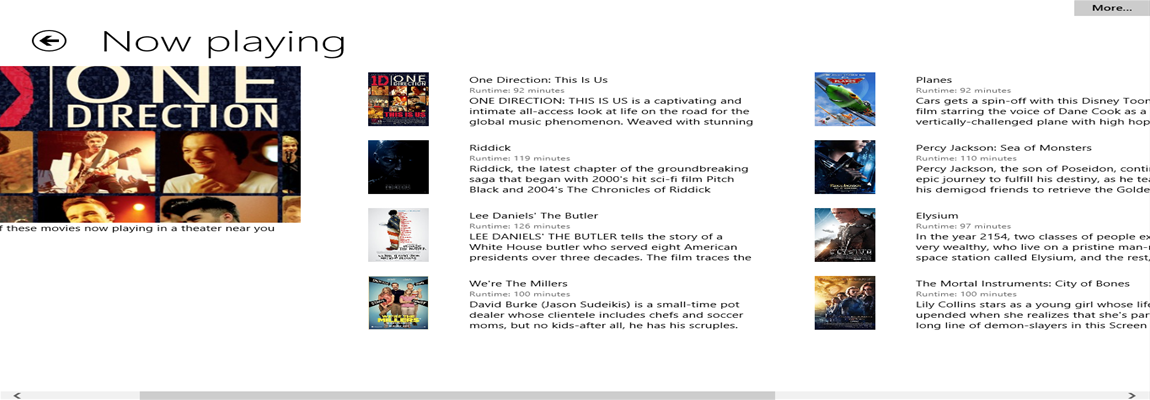 More...
Now playing
ONE
DIRECTION
f these movies now playing in a theater near you
1D ONE
DIRECTION
THIS IS US
One Direction: This Is Us
Runtime: 92 minutes
ONE DIRECTION: THIS IS US is a captivating and
intimate all-access look at life on the road for the
global music phenomenon. Weaved with stunning
Riddick
Runtime: 119 minutes
Riddick, the latest chapter of the groundbreaking
saga that began with 2000's hit sci-fi film Pitch
Black and 2004's The Chronicles of Riddick
Lee Daniels' The Butler
Runtime: 126 minutes
LEE DANIELS' THE BUTLER tells the story of a
White House butler who served eight American
presidents over three decades. The film traces the
MILLERS
We're The Millers
Runtime: 100 minutes
David Burke (Jason Sudeikis) is a small-time pot
dealer whose clientele includes chefs and soccer
moms, but no kids-after all, he has his scruples.
PLANES
Planes
Runtime: 92 minutes
Cars gets a spin-off with this Disney Toon
film starring the voice of Dane Cook as a
vertically-challenged plane with high hop
Percy Jackson: Sea of Monsters
Runtime: 110 minutes
Percy Jackson, the son of Poseidon, conti
epic journey to fulfill his destiny, as he te
his demigod friends to retrieve the Golde
ELYSIUM
Elysium
Runtime: 97 minutes
In the year 2154, two classes of people ex
very wealthy, who live on a pristine man-
space station called Elysium, and the rest,
The Mortal Instruments: City of Bones
Runtime: 100 minutes
Lily Collins stars as a young girl whose life
upended when she realizes that she's par
long line of demon-slayers in this Screen